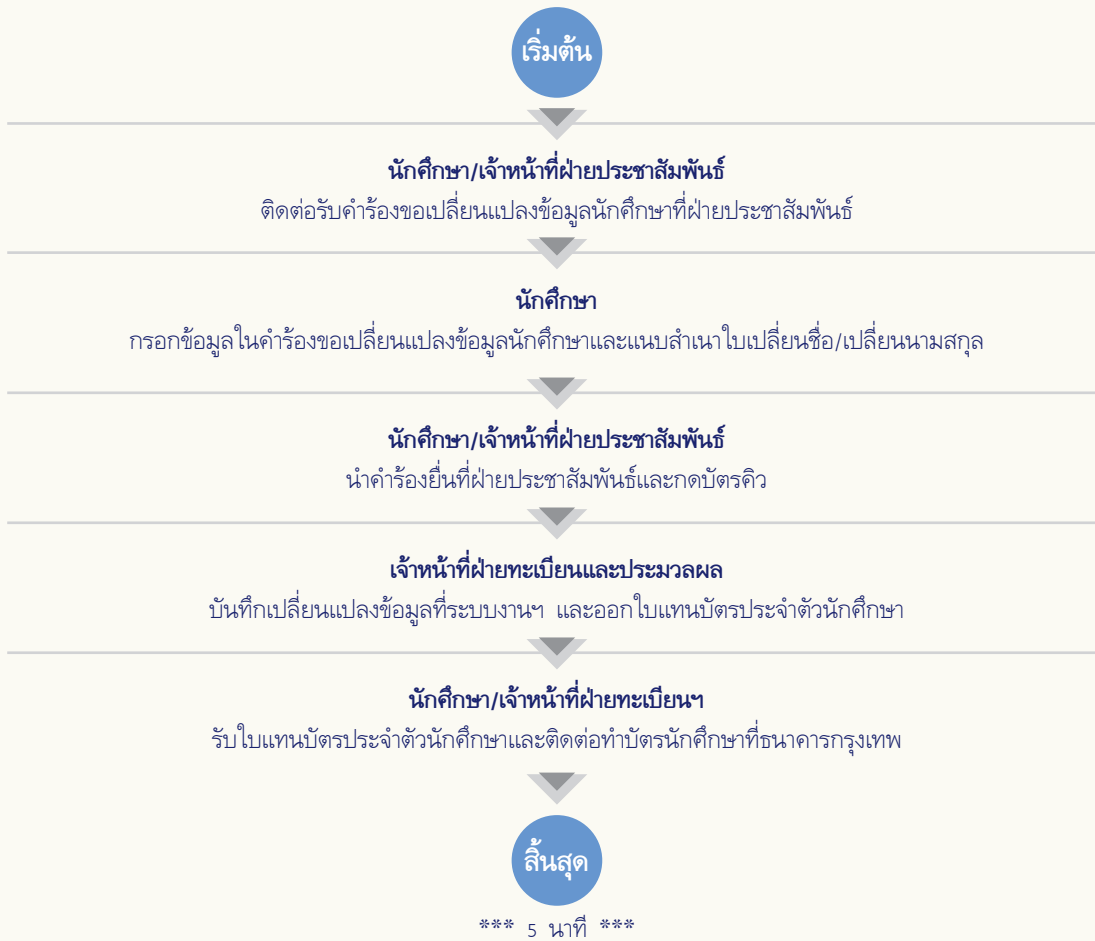 เริ่มต้น
นักศึกษา/เจ้าหน้าที่ฝ่ายประชาสัมพันธ์
ติดต่อรับคำร้องขอเปลี่ยนแปลงข้อมูลนักศึกษาที่ฝ่ายประชาสัมพันธ์
นักศึกษา
กรอกข้อมูลในคำร้องขอเปลี่ยนแปลงข้อมูลนักศึกษาและแนบสำเนาใบเปลี่ยนชื่อ/เปลี่ยนนามสกุล
นักศึกษา/เจ้าหน้าที่ฝ่ายประชาสัมพันธ์
นำคำร้องยื่นที่ฝ่ายประชาสัมพันธ์และกดบัตรคิว
เจ้าหน้าที่ฝ่ายทะเบียนและประมวลผล
บันทึกเปลี่ยนแปลงข้อมูลที่ระบบงานฯ และออกใบแทนบัตรประจำตัวนักศึกษา
นักศึกษา/เจ้าหน้าที่ฝ่ายทะเบียนฯ
รับใบแทนบัตรประจำตัวนักศึกษาและติดต่อทำบัตรนักศึกษาที่ธนาคารกรุงเทพ
สิ้นสุด
*** 5 นาที ***